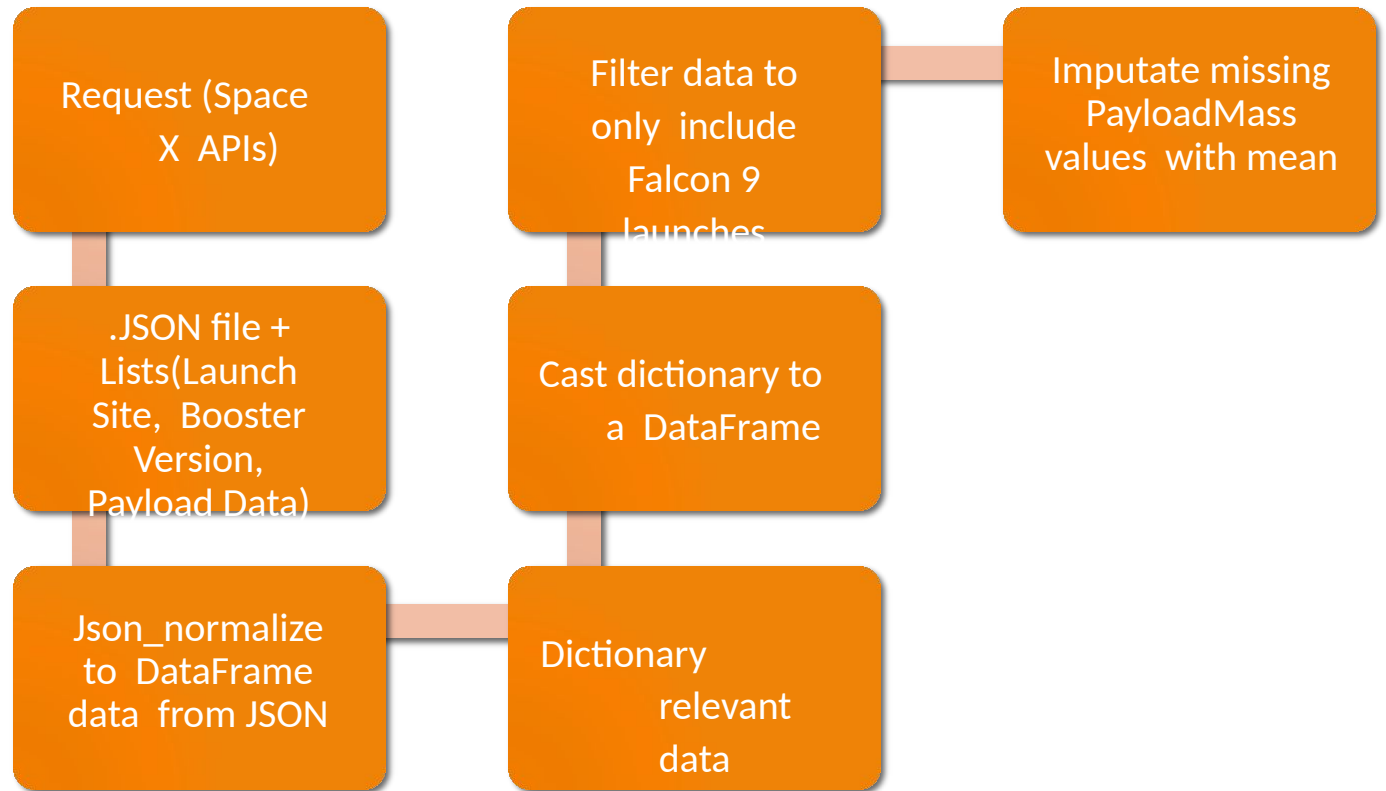 Request (Space
X APIs)
.JSON file +
Lists(Launch
Site, Booster
Version,
Payload Data)
Json_normalize
to DataFrame
data from JSON
Dictionary
relevant
data
Cast dictionary to
a DataFrame
Filter data to
only include
Falcon 9
launches
Imputate missing
PayloadMass
values with mean